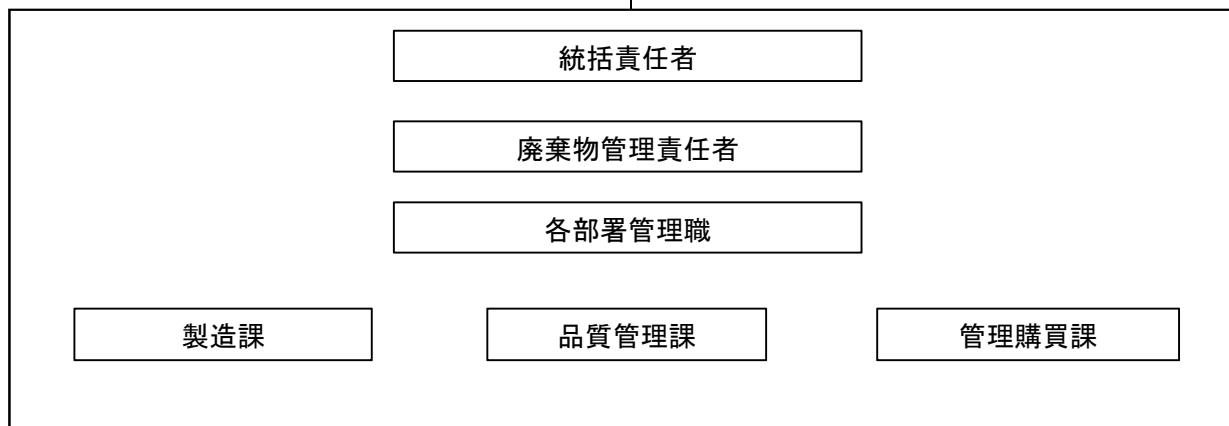 統括責任者
廃棄物管理責任者
各部署管理職
製造課
品質管理課
管理購買課